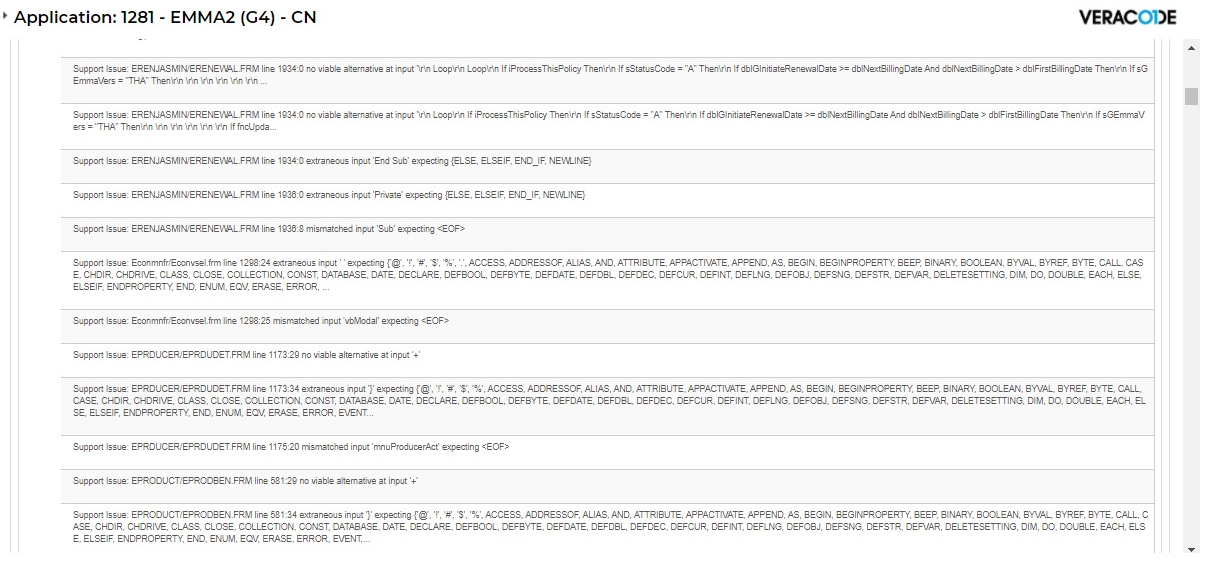 Application: 1281 - EMMA2 (G4) - CN
VERACODE
Support Issue: ERENJASMIN/ERENEWAL.FRM line 1934:0 no viable alternative at input '\r\n Loop\r\n Loop\r\n If iProcessThisPolicy Then\r\n If sStatusCode = "A" Then\r\n If dblGInitiateRenewalDate >= dblNextBillingDate And dblNextBillingDate > dblFirstBillingDate Then\r\n If sG
EmmaVers = "THA" Then\r\n \r\n \r\n \r\n \r\n \r\n ...
Support Issue: ERENJASMIN/ERENEWAL.FRM line 1934:0 no viable alternative at input '\r\n Loop\r\n If iProcessThisPolicy Then\r\n If sStatusCode = "A" Then\r\n If dblGInitiateRenewalDate >= dblNextBillingDate And dblNextBillingDate > dblFirstBillingDate Then\r\n If sGEmmaV
ers = "THA" Then\r\n \r\n \r\n \r\n \r\n \r\n If fncUpda...
Support Issue: ERENJASMIN/ERENEWAL.FRM line 1934:0 extraneous input 'End Sub' expecting {ELSE, ELSEIF, END_IF, NEWLINE}
Support Issue: ERENJASMIN/ERENEWAL.FRM line 1936:0 extraneous input 'Private' expecting {ELSE, ELSEIF, END_IF, NEWLINE}
Support Issue: ERENJASMIN/ERENEWAL.FRM line 1936:8 mismatched input 'Sub' expecting <EOF>
Support Issue: Econmnfr/Econvsel.frm line 1298:24 extraneous input ' ' expecting {'@', '!', '#', '$', '%', '.', ACCESS, ADDRESSOF, ALIAS, AND, ATTRIBUTE, APPACTIVATE, APPEND, AS, BEGIN, BEGINPROPERTY, BEEP, BINARY, BOOLEAN, BYVAL, BYREF, BYTE, CALL, CAS
E, CHDIR, CHDRIVE, CLASS, CLOSE, COLLECTION, CONST, DATABASE, DATE, DECLARE, DEFBOOL, DEFBYTE, DEFDATE, DEFDBL, DEFDEC, DEFCUR, DEFINT, DEFLNG, DEFOBJ, DEFSNG, DEFSTR, DEFVAR, DELETESETTING, DIM, DO, DOUBLE, EACH, ELSE,
ELSEIF, ENDPROPERTY, END, ENUM, EQV, ERASE, ERROR, ...
Support Issue: Econmnfr/Econvsel.frm line 1298:25 mismatched input 'vbModal' expecting <EOF>
Support Issue: EPRDUCER/EPRDUDET.FRM line 1173:29 no viable alternative at input '+'
Support Issue: EPRDUCER/EPRDUDET.FRM line 1173:34 extraneous input '}' expecting {'@', '!', '#', '$', '%', ACCESS, ADDRESSOF, ALIAS, AND, ATTRIBUTE, APPACTIVATE, APPEND, AS, BEGIN, BEGINPROPERTY, BEEP, BINARY, BOOLEAN, BYVAL, BYREF, BYTE, CALL,
CASE, CHDIR, CHDRIVE, CLASS, CLOSE, COLLECTION, CONST, DATABASE, DATE, DECLARE, DEFBOOL, DEFBYTE, DEFDATE, DEFDBL, DEFDEC, DEFCUR, DEFINT, DEFLNG, DEFOBJ, DEFSNG, DEFSTR, DEFVAR, DELETESETTING, DIM, DO, DOUBLE, EACH, EL
SE, ELSEIF, ENDPROPERTY, END, ENUM, EQV, ERASE, ERROR, EVENT...
Support Issue: EPRDUCER/EPRDUDET.FRM line 1175:20 mismatched input 'mnuProducerAct' expecting <EOF>
Support Issue: EPRODUCT/EPRODBEN.FRM line 581:29 no viable alternative at input '+'
Support Issue: EPRODUCT/EPRODBEN.FRM line 581:34 extraneous input '}' expecting {'@', '!', '#', '$', '%', ACCESS, ADDRESSOF, ALIAS, AND, ATTRIBUTE, APPACTIVATE, APPEND, AS, BEGIN, BEGINPROPERTY, BEEP, BINARY, BOOLEAN, BYVAL, BYREF, BYTE, CALL, C
ASE, CHDIR, CHDRIVE, CLASS, CLOSE, COLLECTION, CONST, DATABASE, DATE, DECLARE, DEFBOOL, DEFBYTE, DEFDATE, DEFDBL, DEFDEC, DEFCUR, DEFINT, DEFLNG, DEFOBJ, DEFSNG, DEFSTR, DEFVAR, DELETESETTING, DIM, DO, DOUBLE, EACH, ELS
E, ELSEIF, ENDPROPERTY, END, ENUM, EQV, ERASE, ERROR, EVENT,...